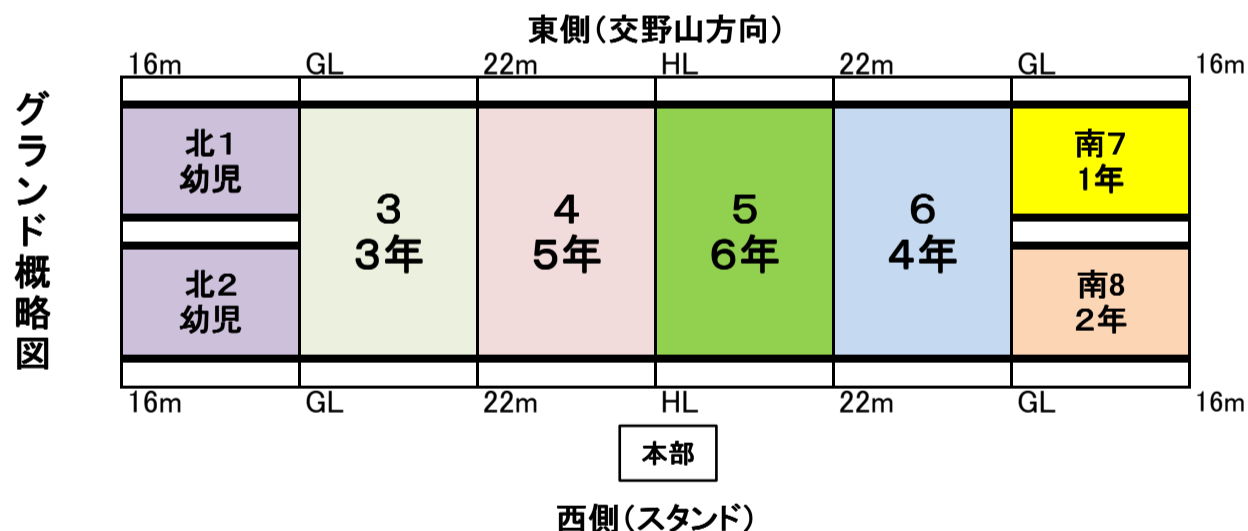 東側（交野山方向）
16m GL 22m HL 22m GL 16m
グランド概略図
北1
幼児
北2
幼児
3
3年
4
5年
5
6年
6
4年
南7
1年
南8
2年
16m GL 22m HL 22m GL 16m
本部
西側（スタンド）